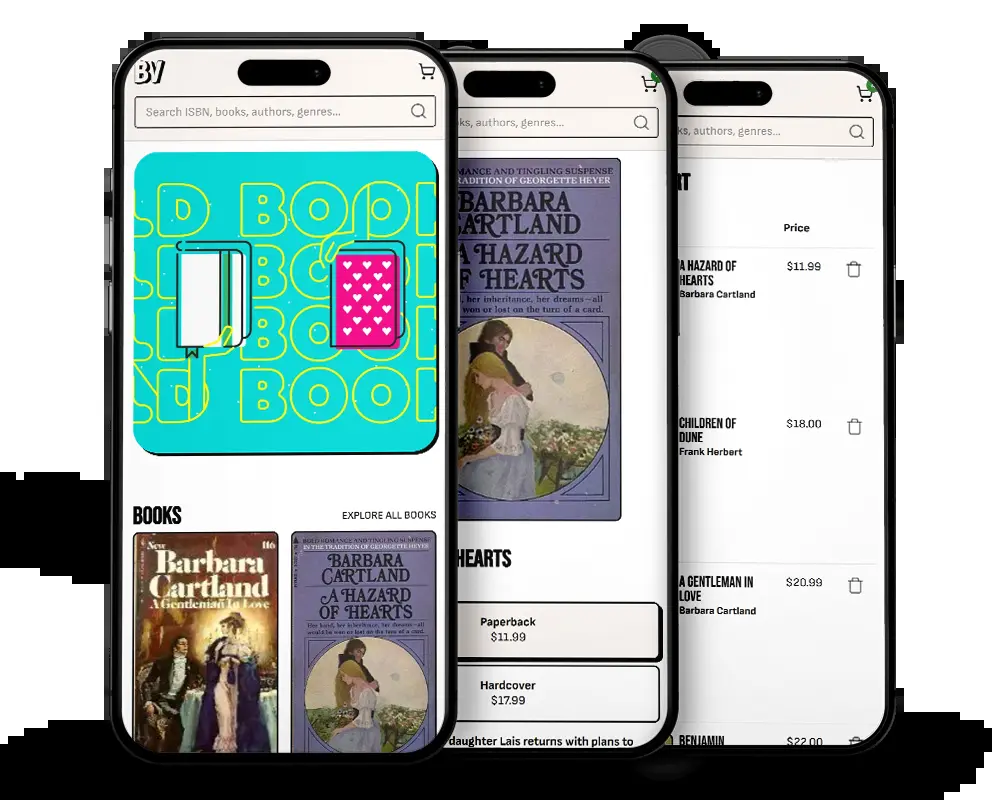 BV
Search ISBN, books, authors, genres...
LD BOOK
BOOKS
EXPLORE ALL BOOKS
New
116
Barbara
Cartland
A Gentleman In Love
BOLD ROMANCE AND TINGLING SUSPENSE
IN THE TRADITION OF GEORGETTE HEYER
BARBARA
CARTLAND
A HAZARD
OF HEARTS
Her hand, her inheritance, her dreams—all
would be won or lost on the turn of a card.
ks, authors, genres...
MANCE AND TINGLING SUSPENSE
RADITION OF GEORGETTE HEYER
BARBARA
CARTLAND
A HAZARD
F HEARTS
, her inheritance, her dreams—all
won or lost on the turn of a card.
HEARTS
Paperback
$11.99
Hardcover
$17.99
daughter Lais returns with plans to
ks, authors, genres...
RT
Price
A HAZARD OF
HEARTS
Barbara Cartland
$11.99
CHILDREN OF
DUNE
Frank Herbert
$18.00
A GENTLEMAN IN
LOVE
Barbara Cartland
$20.99
BENJAMIN
$22.00